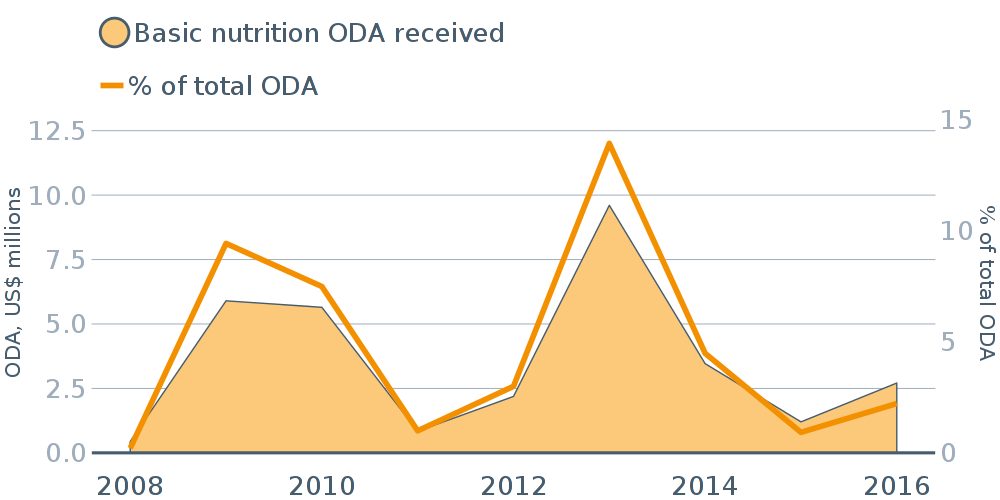 Basic nutrition ODA received
% of total ODA
12.5
10.0
7.5
5.0
2.5
0.0
ODA, US$ millions
15
10
5
0
% of total ODA
2008 2010 2012 2014 2016